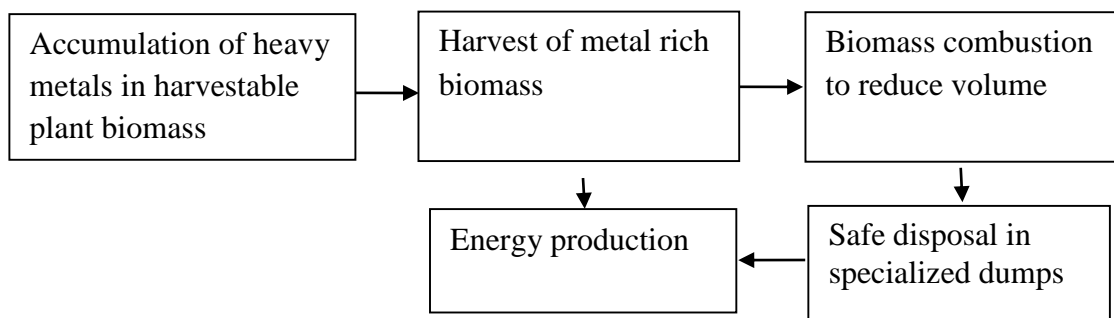 Accumulation of heavy
metals in harvestable
plant biomass
Harvest of metal rich
biomass
Biomass combustion
to reduce volume
Energy production
Safe disposal in
specialized dumps